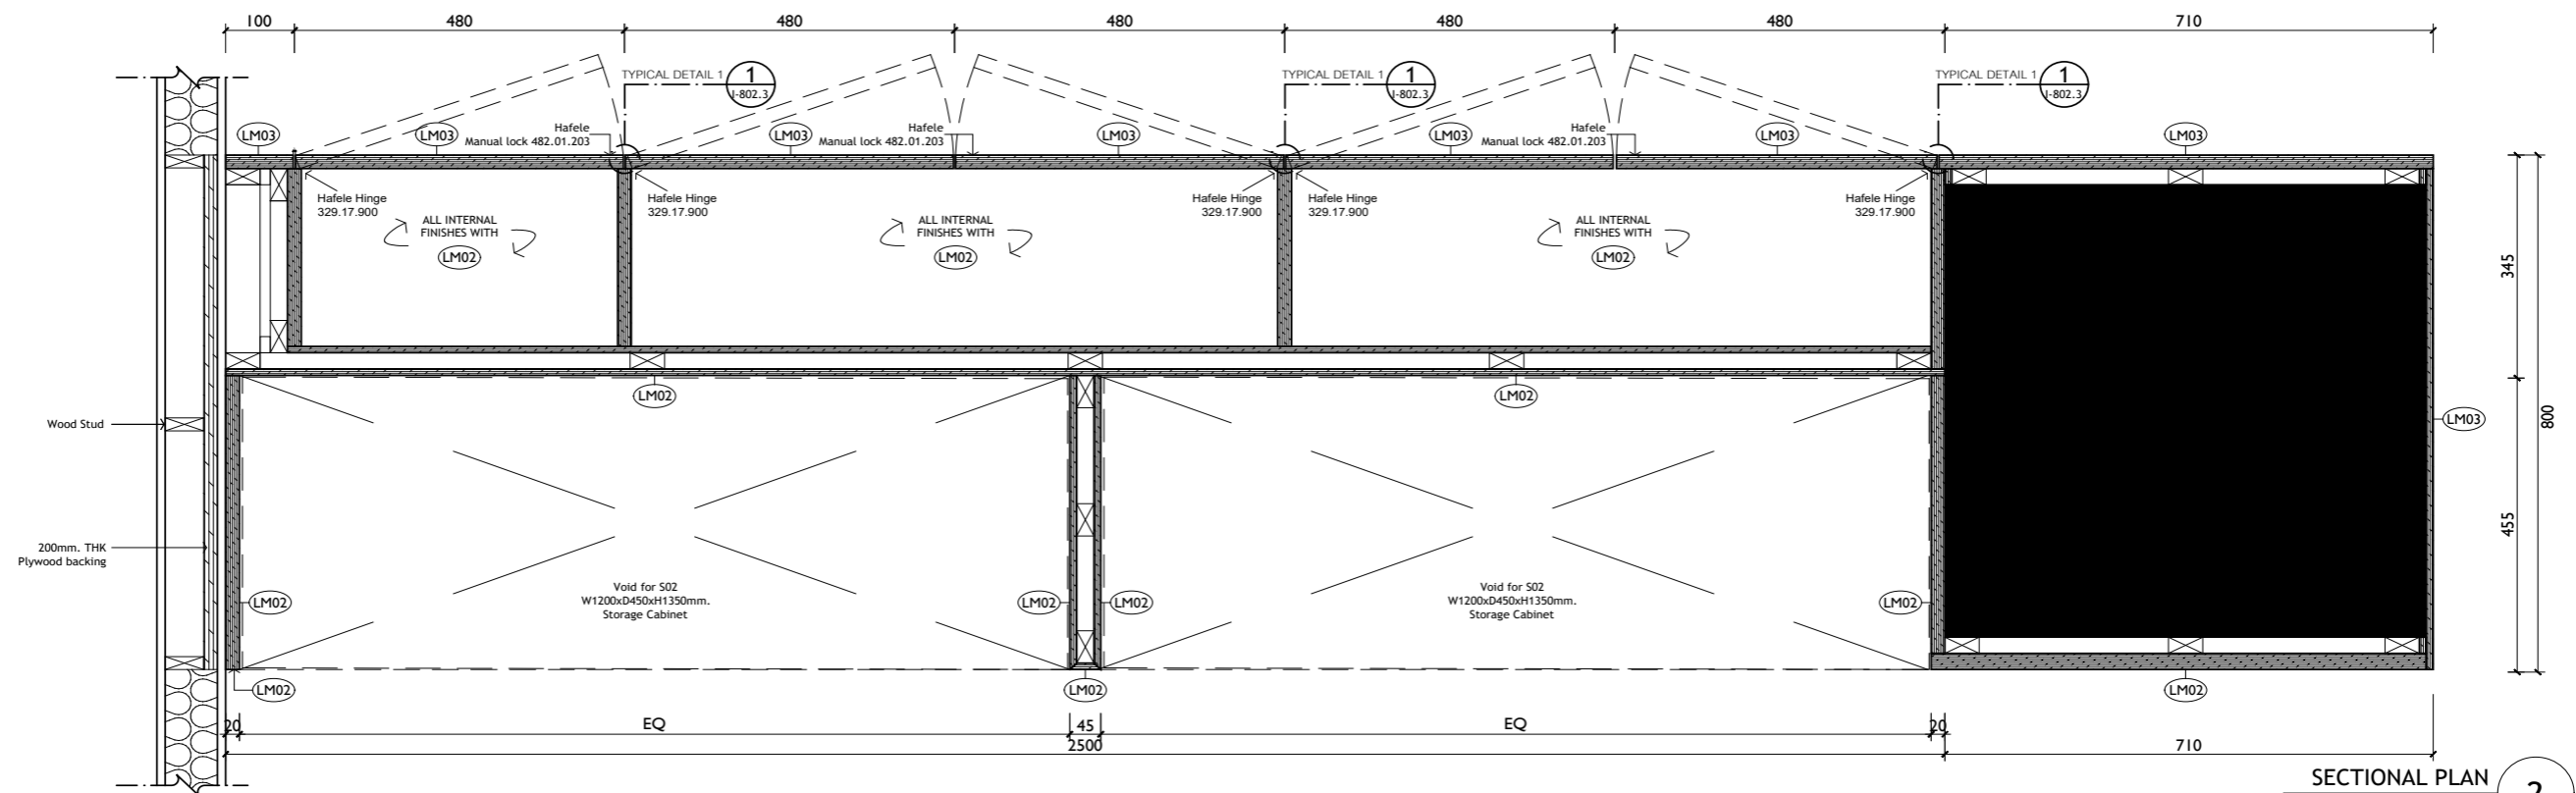 100 480 480 480 480 480 710
TYPICAL DETAIL 1 1 I-802.3
TYPICAL DETAIL 1 1 I-802.3
TYPICAL DETAIL 1 1 I-802.3
LM03
LM03
Hafele
Manual lock 482.01.203
LM03
Hafele
Manual lock 482.01.203
LM03
LM03
Hafele
Manual lock 482.01.203
LM03
LM03
Hafele Hinge
329.17.900
Hafele Hinge
329.17.900
Hafele Hinge
329.17.900
Hafele Hinge
329.17.900
Hafele Hinge
329.17.900
ALL INTERNAL
FINISHES WITH
LM02
ALL INTERNAL
FINISHES WITH
LM02
ALL INTERNAL
FINISHES WITH
LM02
345
LM02
LM02
Wood Stud
LM03
800
455
200mm. THK
Plywood backing
Void for S02
W1200xD450xH1350mm.
Storage Cabinet
Void for S02
W1200xD450xH1350mm.
Storage Cabinet
LM02
LM02
LM02
LM02
LM02
LM02
LM02
20 EQ 45 EQ 20
2500 710
SECTIONAL PLAN
2